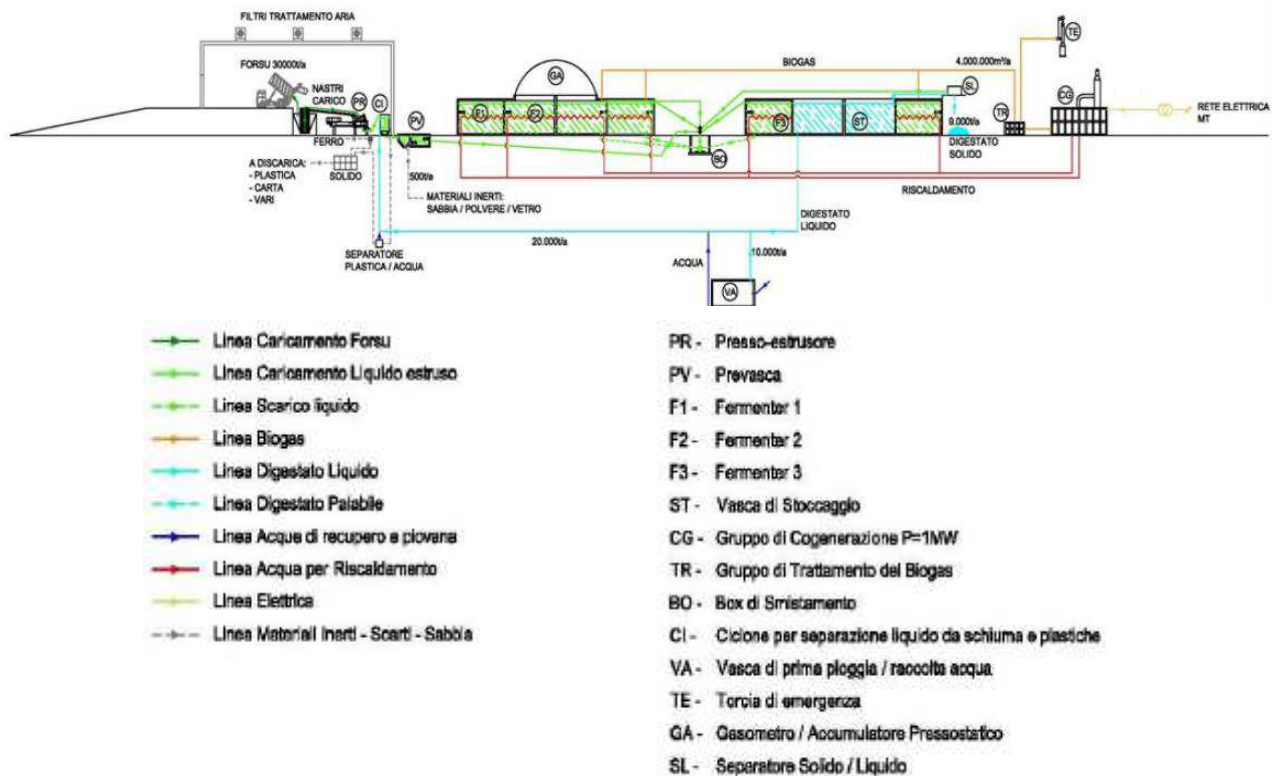 FILTRI TRATTAMENTO ARIA
TE
FORSU 30000t/a
NASTRI
CARICO
PR
CI
GA
BIOGAS
4.000.000m³/a
SL
CG
PV
F1
F2
F3
ST
9.000t/a
TR
RETE ELETTRICA
MT
FERRO
BO
DIGESTATO
SOLIDO
A DISCARICA:
- PLASTICA
- CARTA
- VARI
SOLIDO
500t/a
MATERIALI INERTI:
SABBIA / POLVERE / VETRO
RISCALDAMENTO
DIGESTATO
LIQUIDO
20.000t/a
SEPARATORE
PLASTICA / ACQUA
ACQUA
10.000t/a
VA
Linea Caricamento Forsu
Linea Caricamento Liquido estruso
Linea Scarico liquido
Linea Biogas
Linea Digestato Liquido
Linea Digestato Palabile
Linea Acqua di recupero e piovana
Linea Acqua per Riscaldamento
Linea Elettrica
Linea Materiali Inerti - Scarti - Sabbia
PR - Presso-estrusore
PV - Prevasca
F1 - Fermenter 1
F2 - Fermenter 2
F3 - Fermenter 3
ST - Vasca di Stoccaggio
CG - Gruppo di Cogenerazione P=1MW
TR - Gruppo di Trattamento del Biogas
BO - Box di Smistamento
CI - Ciclone per separazione liquido da schiuma e plastiche
VA - Vasca di prima pioggia / raccolta acqua
TE - Torcia di emergenza
GA - Gasometro / Accumulatore Pressostatico
SL - Separatore Solido / Liquido